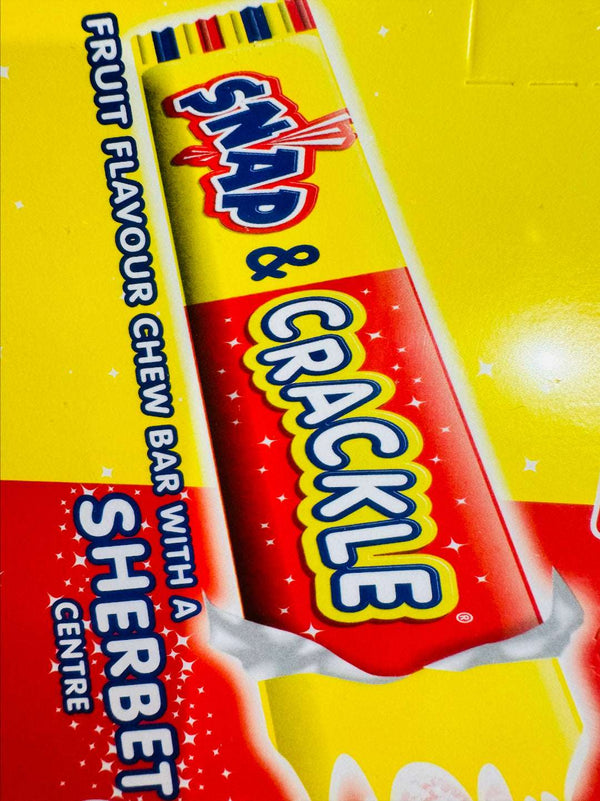 SNAP
&
CRACKLE®
FRUIT FLAVOUR CHEW BAR WITH A
SHERBET
CENTRE